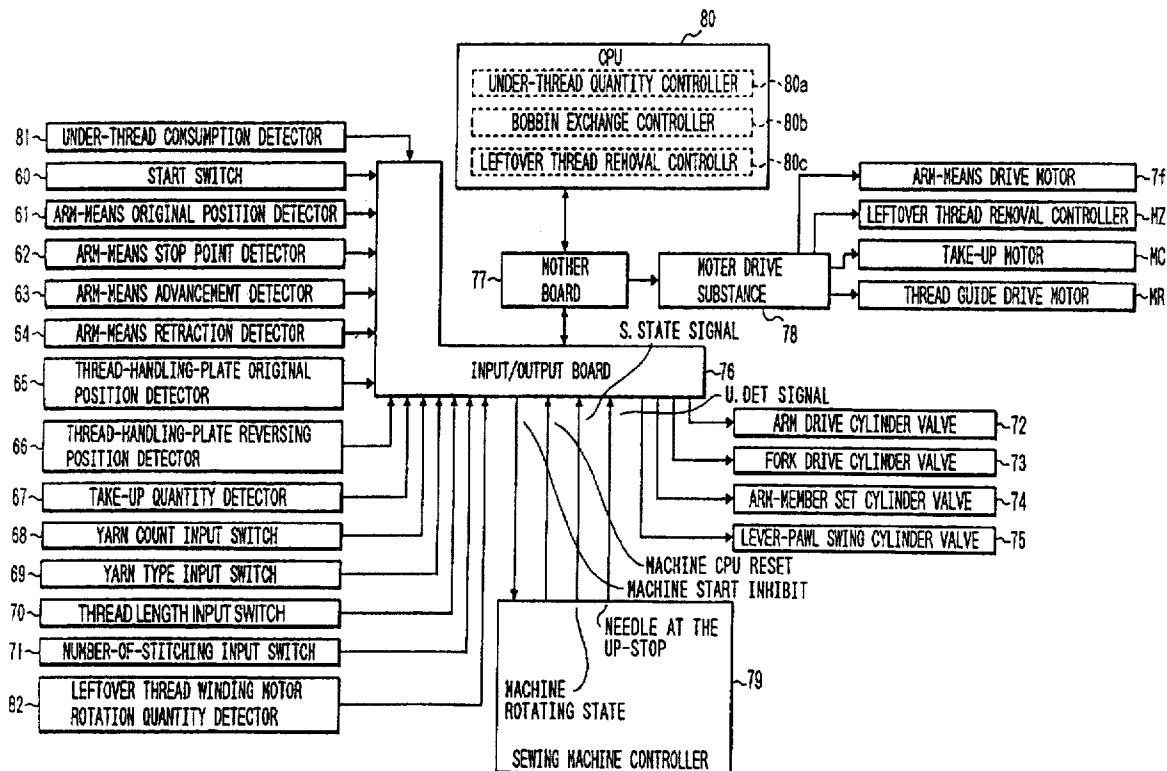 80
CPU
UNDER-THREAD QUANTITY CONTROLLER
80a
BOBBIN EXCHANGE CONTROLLER
80b
LEFTOVER THREAD REMOVAL CONTROLLR
80c
81
UNDER-THREAD COMSUMPTION DETECTOR
60
START SWITCH
61
ARM-MEANS ORIGINAL POSITION DETECTOR
62
ARM-MEANS STOP POINT DETECTOR
63
ARM-MEANS ADVANCEMENT DETECTOR
64
ARM-MEANS RETRACTION DETECTOR
65
THREAD-HANDLING-PLATE ORIGINAL
POSITION DETECTOR
66
THREAD-HANDLING-PLATE REVERSING
POSITION DETECTOR
67
TAKE-UP QUANTITY DETECTOR
68
YARN COUNT INPUT SWITCH
69
YARN TYPE INPUT SWITCH
70
THREAD LENGTH INPUT SWITCH
71
NUMBER-OF-STITCHING INPUT SWITCH
82
LEFTOVER THREAD WINDING MOTOR
ROTATION QUANTITY DETECTOR
77
MOTHER
BOARD
MOTER DRIVE
SUBSTANCE
78
ARM-MEANS DRIVE MOTOR
7f
LEFTOVER THREAD REMOVAL CONTROLLER
MZ
TAKE-UP MOTOR
MC
THREAD GUIDE DRIVE MOTOR
MR
S. STATE SIGNAL
INPUT/OUTPUT BOARD
76
U. DET SIGNAL
ARM DRIVE CYLINDER VALVE
72
FORK DRIVE CYLINDER VALVE
73
ARM-MEMBER SET CYLINDER VALVE
74
LEVER-PAWL SWING CYLINDER VALVE
75
MACHINE CPU RESET
MACHINE START INHIBIT
NEEDLE AT THE
UP-STOP
MACHINE
ROTATING STATE
79
SEWING MACHINE CONTROLLER